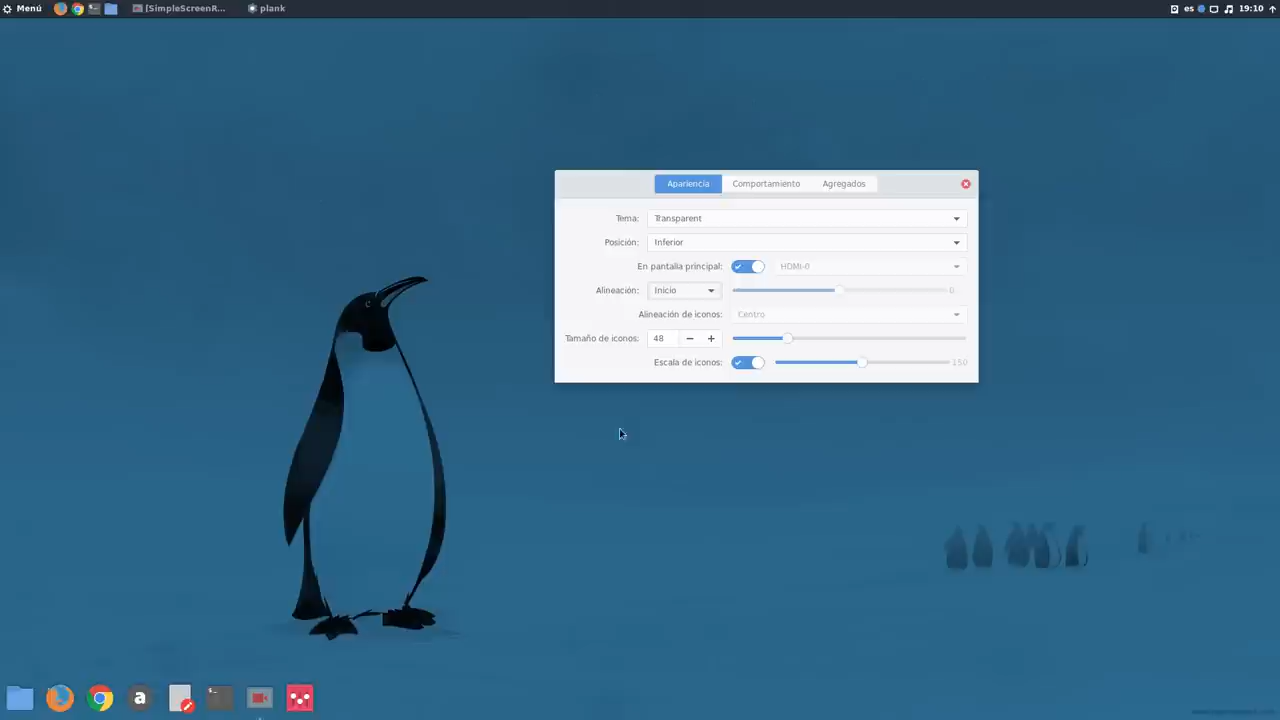 Menú [SimpleScreenR... plank es 19:10
Apariencia Comportamiento Agregados
Tema: Transparent
Posición: Inferior
En pantalla principal: HDMI-0
Alineación: Inicio 0
Alineación de iconos: Centro
Tamaño de iconos: 48
Escala de iconos: 150
a